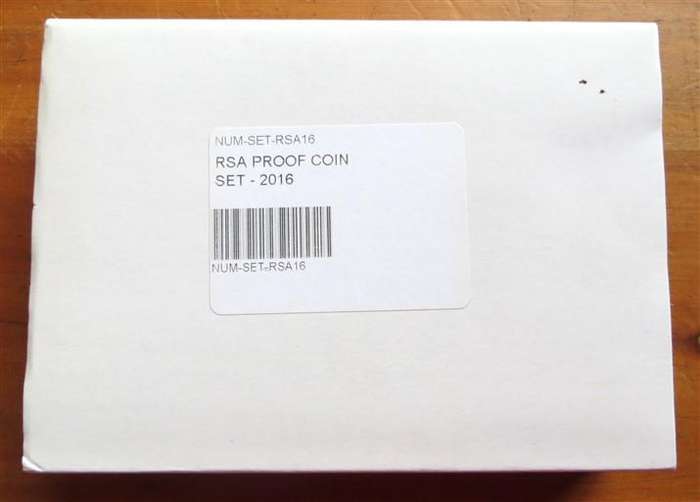 NUM-SET-RSA16
RSA PROOF COIN
SET - 2016
NUM-SET-RSA16